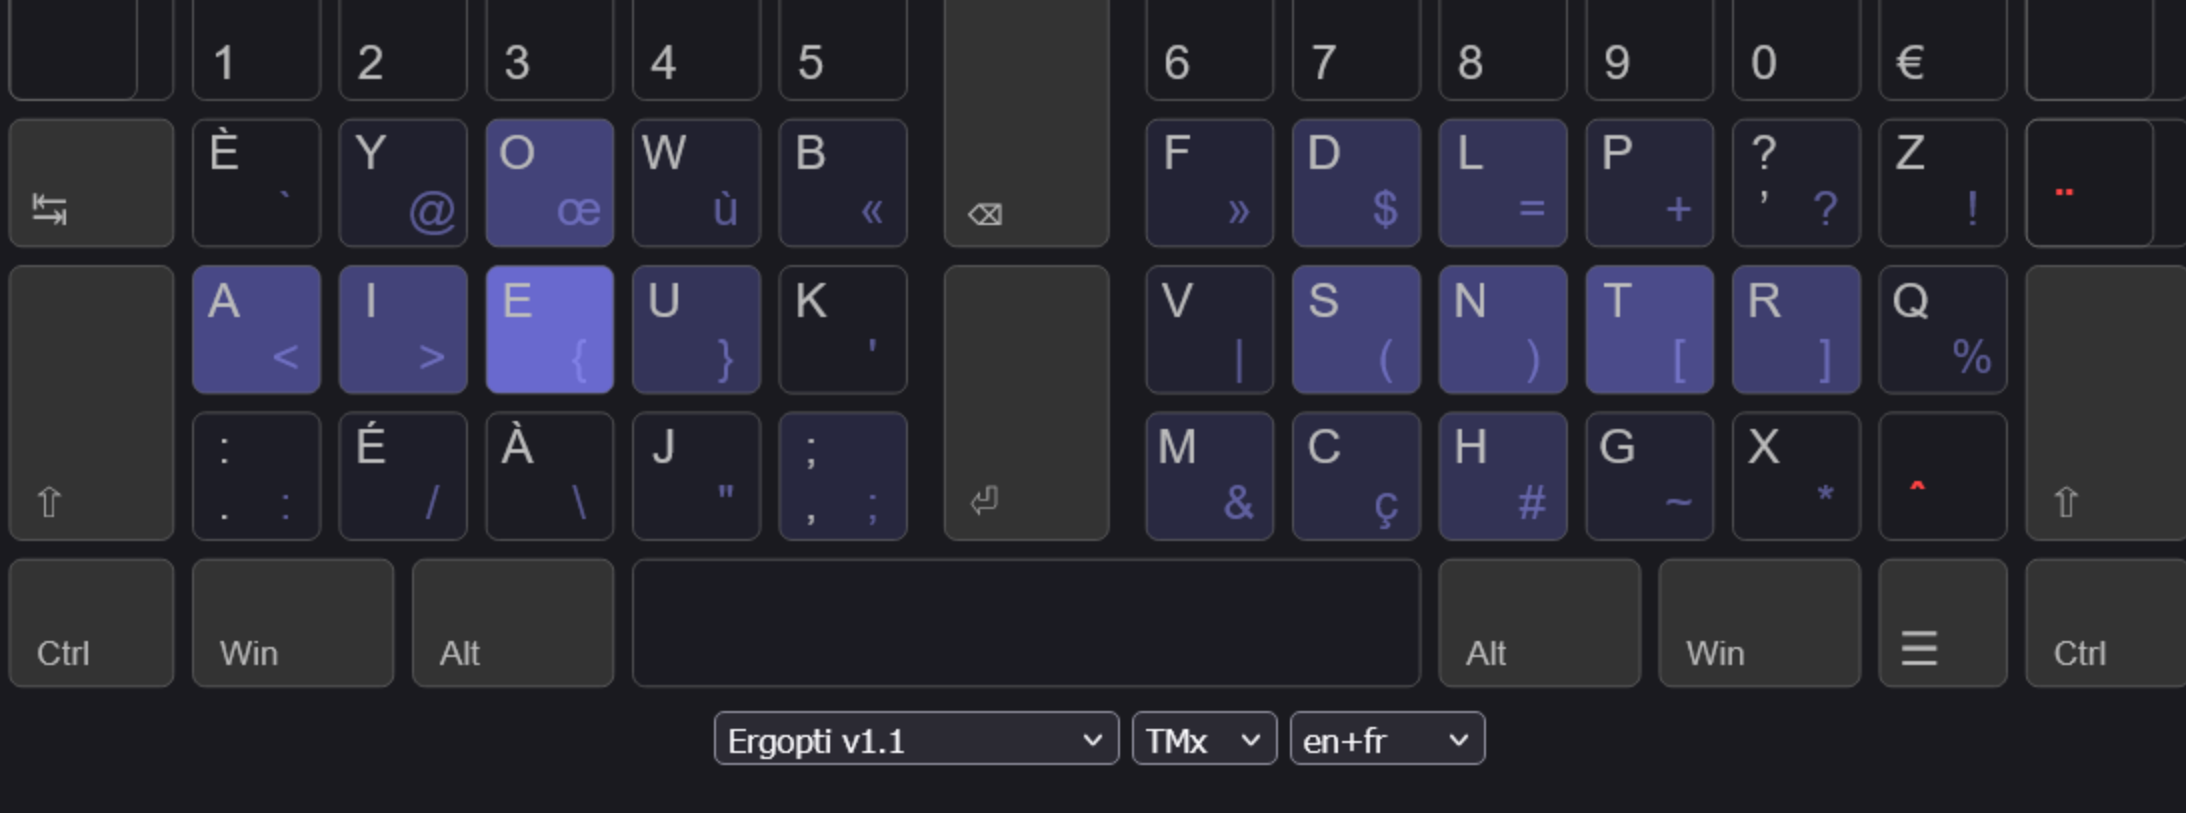 1 2 3 4 5 ⌫ 6 7 8 9 0 €
↹ È ` Y @ O œ W ù B « F » D $ L = P + ? ’ ? Z ! ¨
⇧ A < I > E { U } K ' ⏎ V | S ( N ) T [ R ] Q % ⇧
: . : É / À \ J " ; , ; M & C ç H # G ~ X * ^
Ctrl Win Alt Alt Win ☰ Ctrl
Ergopti v1.1 TMx en+fr